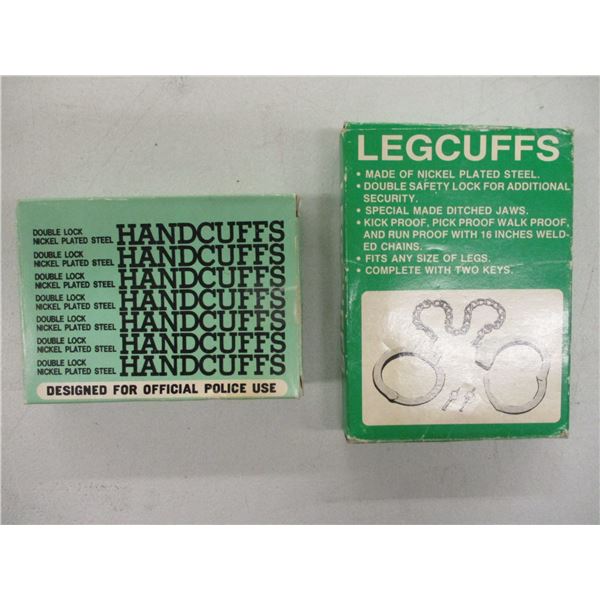 DOUBLE LOCK
NICKEL PLATED STEEL HANDCUFFS
DOUBLE LOCK
NICKEL PLATED STEEL HANDCUFFS
DOUBLE LOCK
NICKEL PLATED STEEL HANDCUFFS
DOUBLE LOCK
NICKEL PLATED STEEL HANDCUFFS
DOUBLE LOCK
NICKEL PLATED STEEL HANDCUFFS
DOUBLE LOCK
NICKEL PLATED STEEL HANDCUFFS
DOUBLE LOCK
NICKEL PLATED STEEL HANDCUFFS
DESIGNED FOR OFFICIAL POLICE USE
LEGCUFFS
• MADE OF NICKEL PLATED STEEL.
• DOUBLE SAFETY LOCK FOR ADDITIONAL
SECURITY.
• SPECIAL MADE DITCHED JAWS.
• KICK PROOF, PICK PROOF WALK PROOF,
AND RUN PROOF WITH 16 INCHES WELD-
ED CHAINS.
• FITS ANY SIZE OF LEGS.
• COMPLETE WITH TWO KEYS.